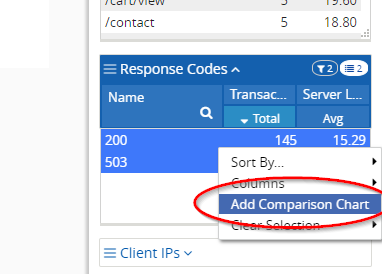 /cart/view 5 19.60
/contact 5 18.80
Response Codes 2 2
Name Transac... Server L...
Total Avg
200 145 15.29
503
Sort By...
Columns
Add Comparison Chart
Clear Selection
Client IPs